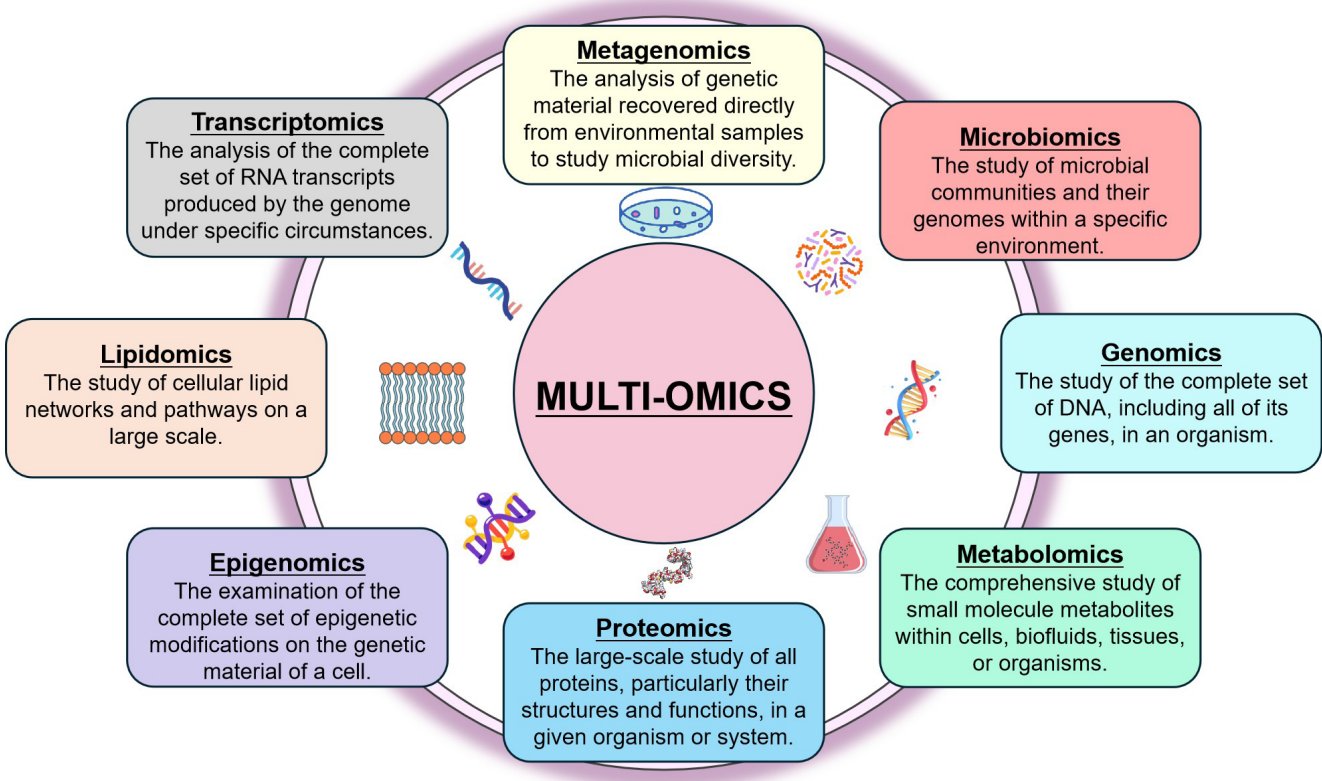 Metagenomics
The analysis of genetic
material recovered directly
from environmental samples
to study microbial diversity.
Transcriptomics
The analysis of the complete
set of RNA transcripts
produced by the genome
under specific circumstances.
Microbiomics
The study of microbial
communities and their
genomes within a specific
environment.
Lipidomics
The study of cellular lipid
networks and pathways on a
large scale.
MULTI-OMICS
Genomics
The study of the complete set
of DNA, including all of its
genes, in an organism.
Epigenomics
The examination of the
complete set of epigenetic
modifications on the genetic
material of a cell.
Proteomics
The large-scale study of all
proteins, particularly their
structures and functions, in a
given organism or system.
Metabolomics
The comprehensive study of
small molecule metabolites
within cells, biofluids, tissues,
or organisms.